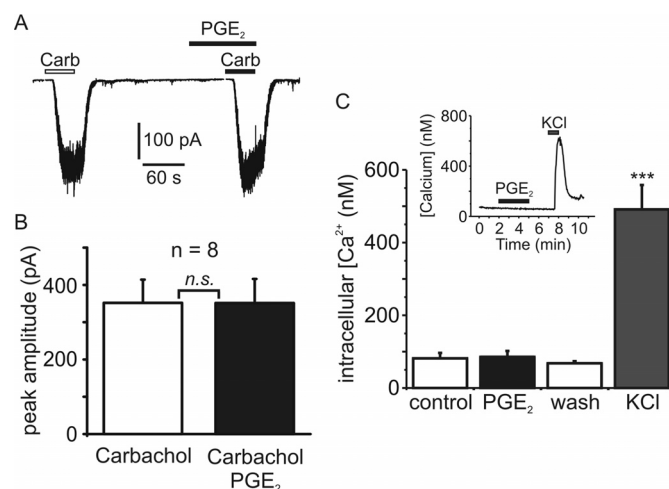 A
PGE₂
Carb
Carb
100 pA
60 s
B
n = 8
n.s.
peak amplitude (pA)
400
200
0
Carbachol
Carbachol
PGE₂
C
[Calcium] (nM)
800
400
0
PGE₂
KCl
0 2 4 6 8 10
Time (min)
***
intracellular [Ca²⁺] (nM)
600
400
200
0
control PGE₂ wash KCl